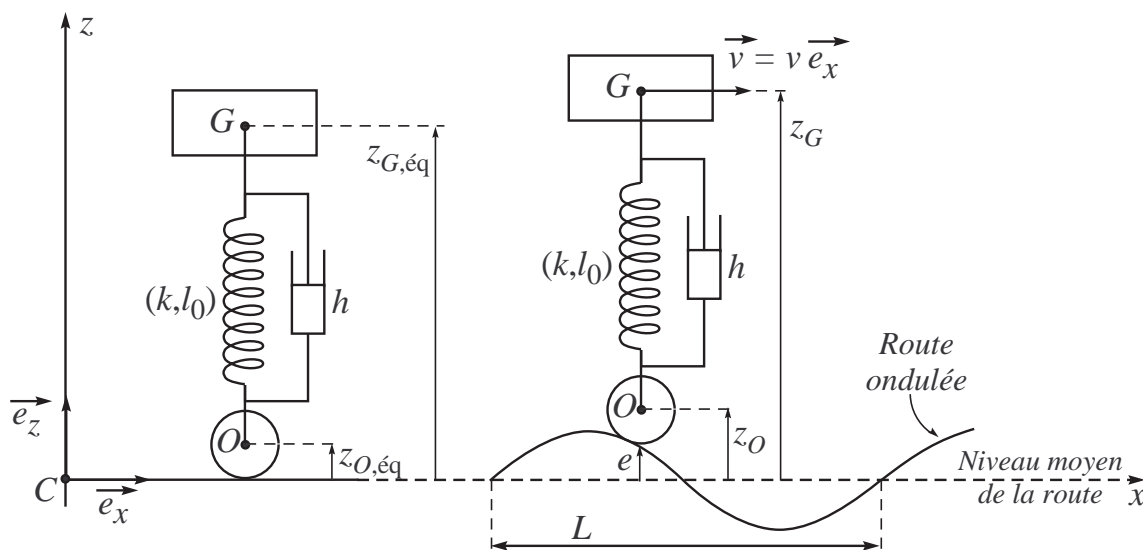 z
v = v e_x
G
G
z_G
z_G,éq
(k,l_0)
h
(k,l_0)
h
Route
ondulée
O
e_z
O
z_O
z_O,éq
e
Niveau moyen
de la route
C
e_x
x
L